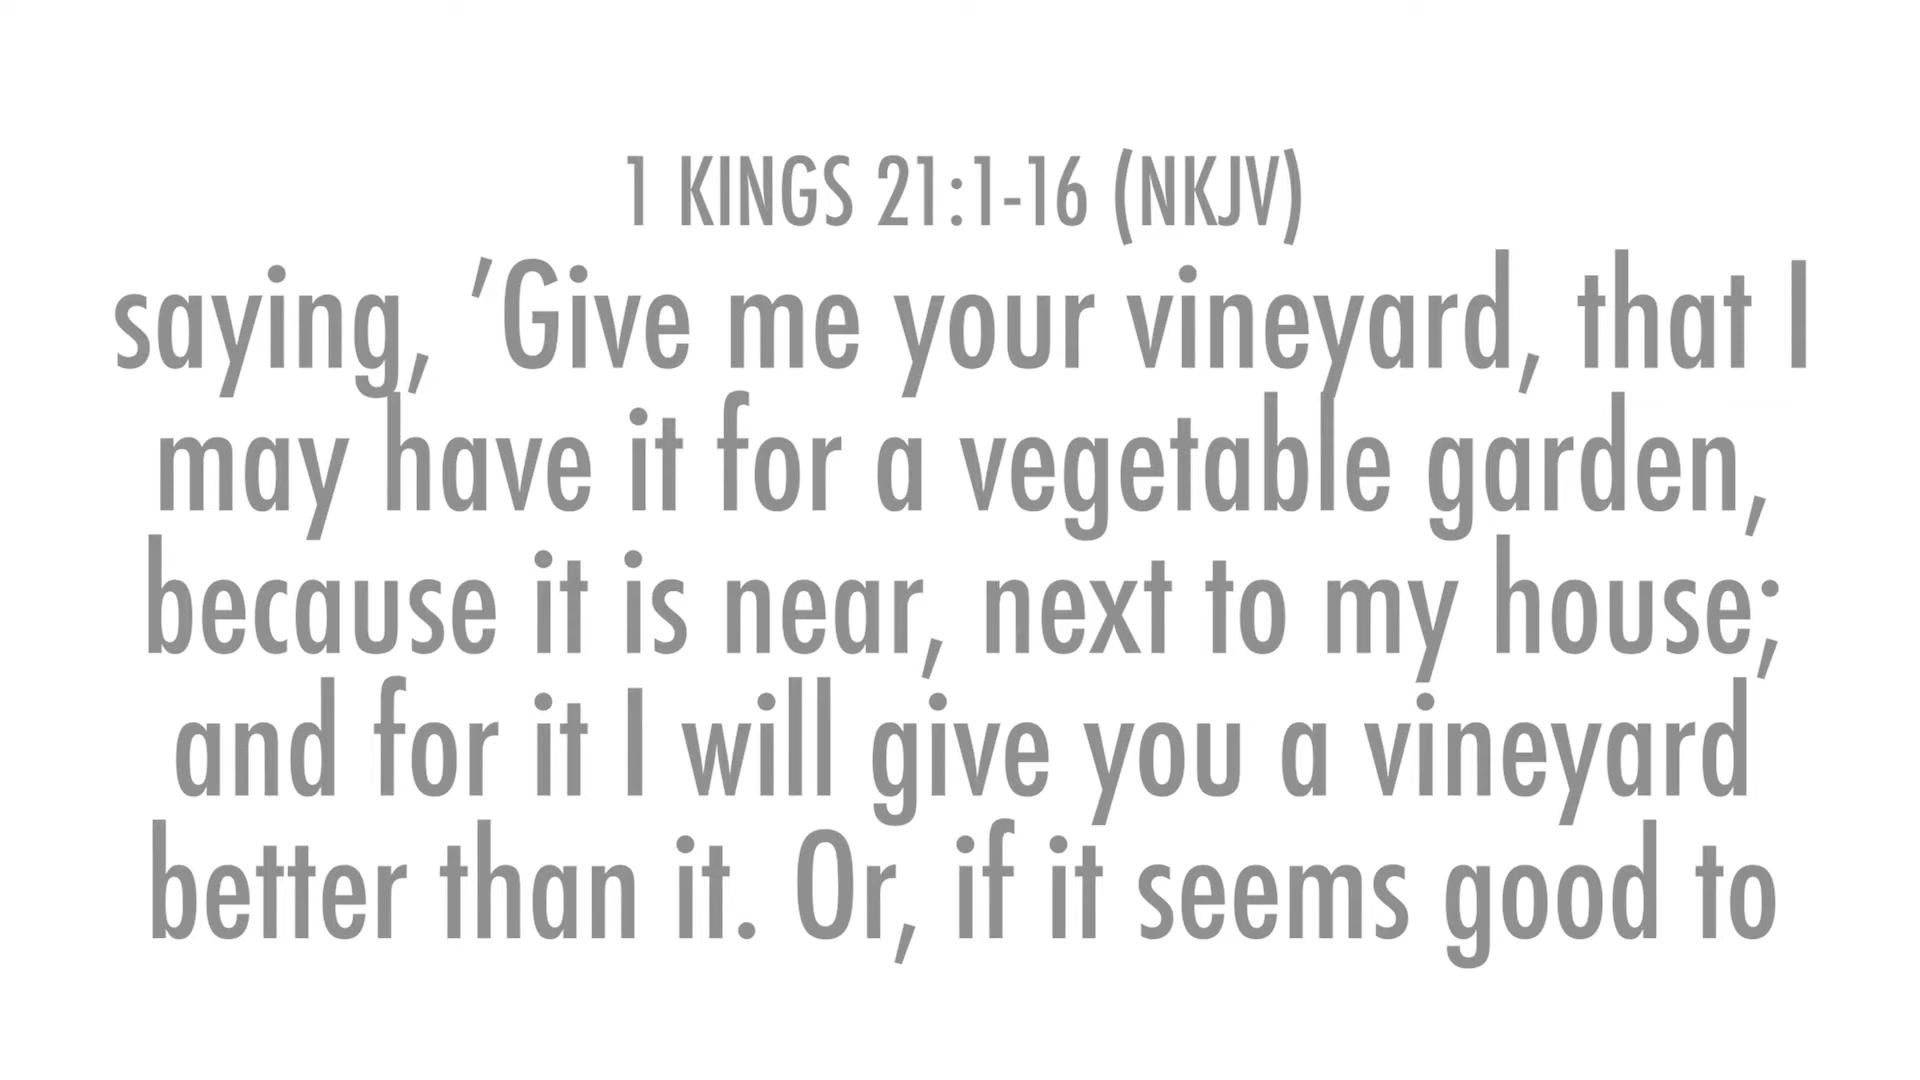 1 KINGS 21:1-16 (NKJV)
saying, ’Give me your vineyard, that I
may have it for a vegetable garden,
because it is near, next to my house;
and for it I will give you a vineyard
better than it. Or, if it seems good to